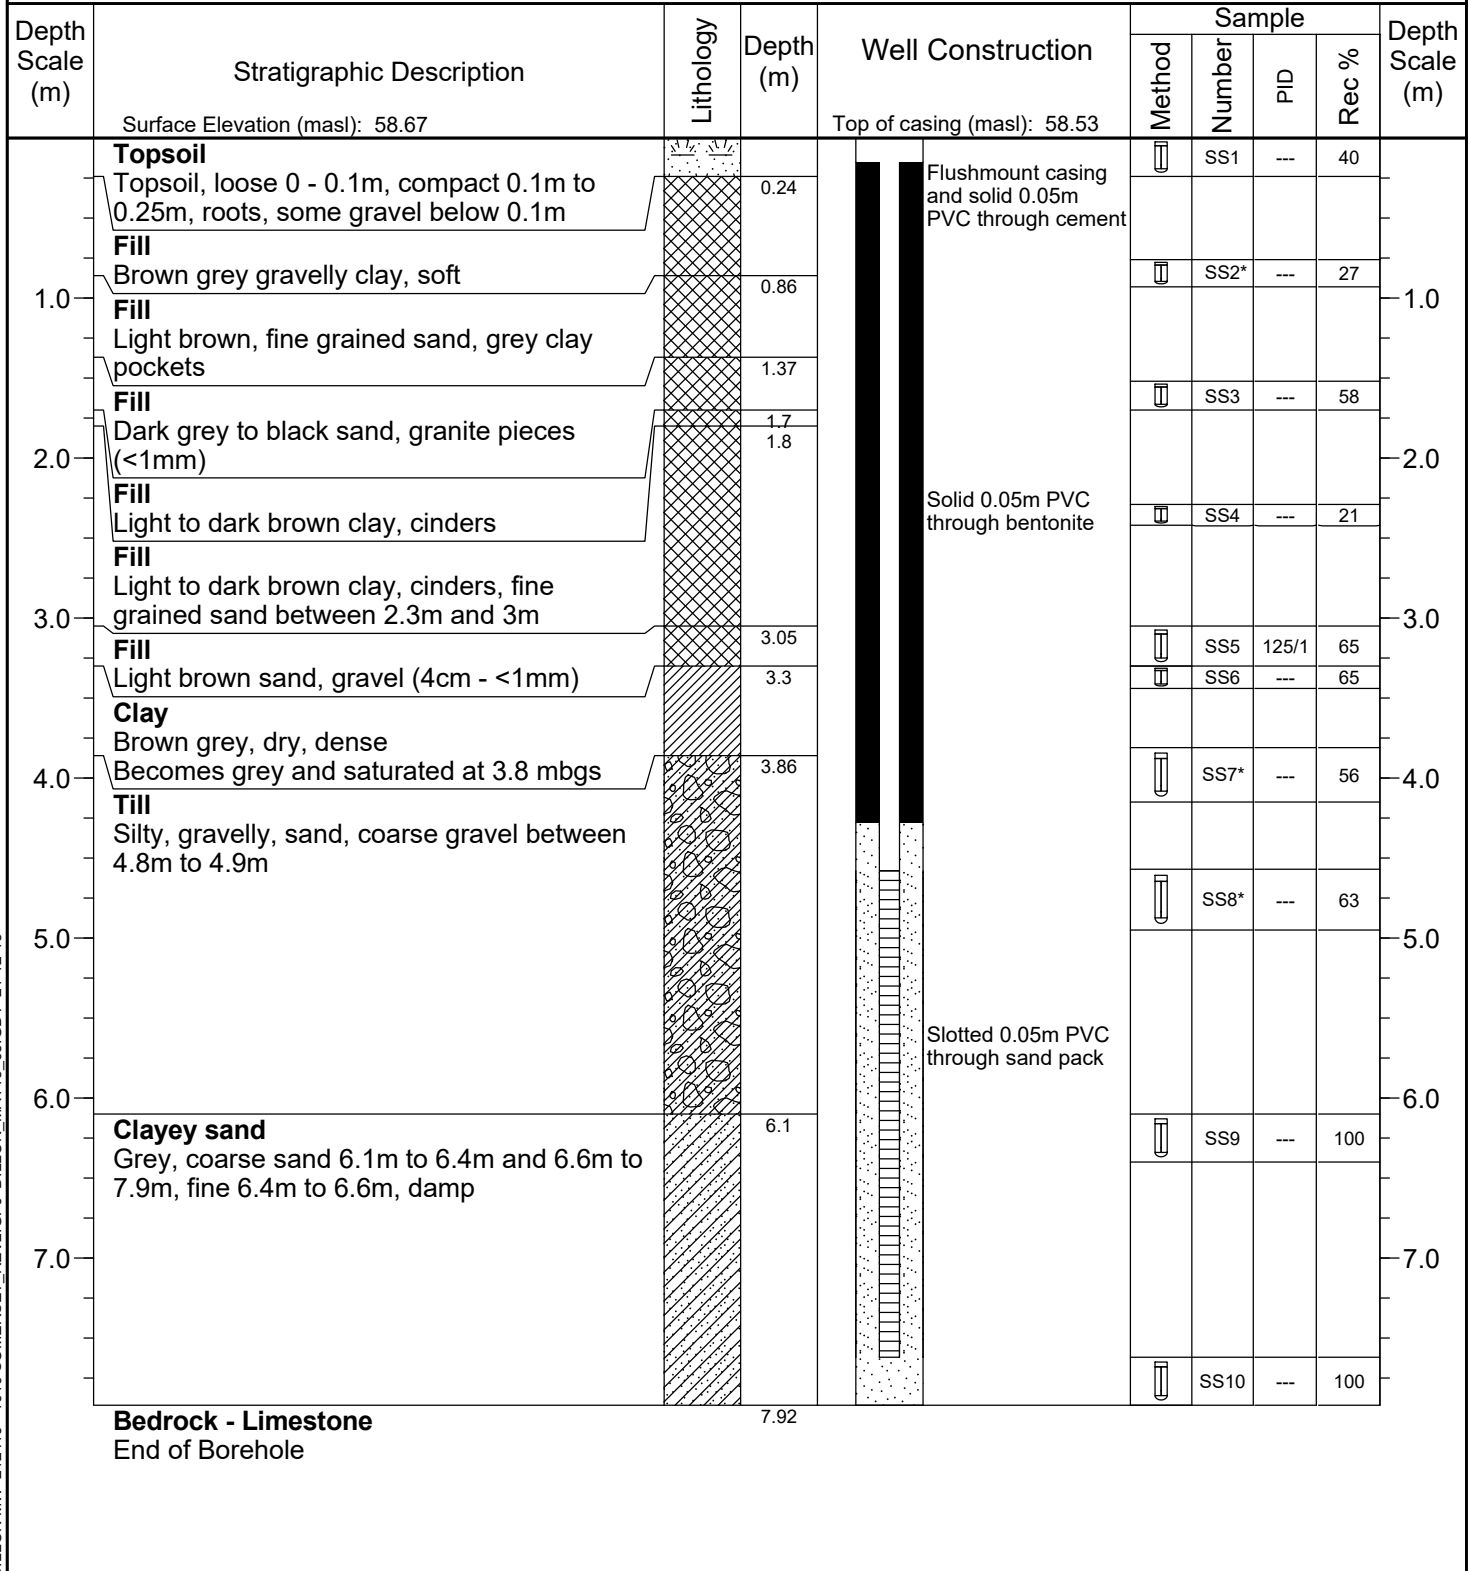 Depth Scale (m)
Stratigraphic Description
Surface Elevation (masl): 58.67
Lithology
Depth (m)
Well Construction
Top of casing (masl): 58.53
Sample
Method
Number
PID
Rec %
Depth Scale (m)
Topsoil
Topsoil, loose 0 - 0.1m, compact 0.1m to
0.25m, roots, some gravel below 0.1m
Fill
Brown grey gravelly clay, soft
Fill
Light brown, fine grained sand, grey clay
pockets
Fill
Dark grey to black sand, granite pieces
(<1mm)
Fill
Light to dark brown clay, cinders
Fill
Light to dark brown clay, cinders, fine
grained sand between 2.3m and 3m
Fill
Light brown sand, gravel (4cm - <1mm)
Clay
Brown grey, dry, dense
Becomes grey and saturated at 3.8 mbgs
Till
Silty, gravelly, sand, coarse gravel between
4.8m to 4.9m
Clayey sand
Grey, coarse sand 6.1m to 6.4m and 6.6m to
7.9m, fine 6.4m to 6.6m, damp
Bedrock - Limestone
End of Borehole
1.0
2.0
3.0
4.0
5.0
6.0
7.0
0.24
0.86
1.37
1.7
1.8
3.05
3.3
3.86
6.1
7.92
Flushmount casing
and solid 0.05m
PVC through cement
Solid 0.05m PVC
through bentonite
Slotted 0.05m PVC
through sand pack
SS1 --- 40
SS2* --- 27
SS3 --- 58
SS4 --- 21
SS5 125/1 65
SS6 --- 65
SS7* --- 56
SS8* --- 63
SS9 --- 100
SS10 --- 100
1.0
2.0
3.0
4.0
5.0
6.0
7.0